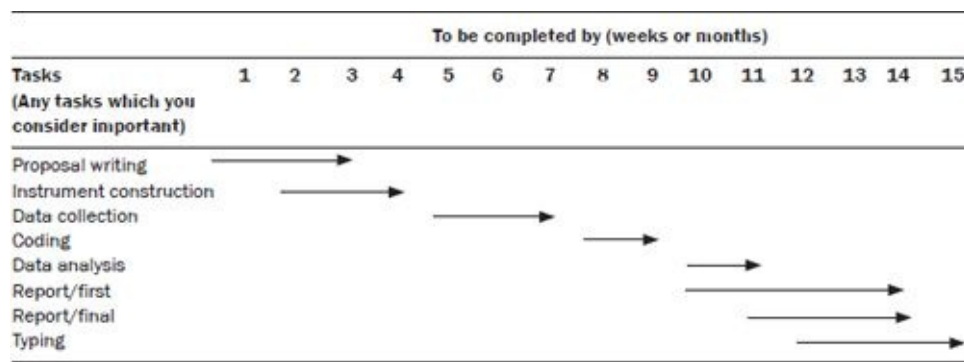 To be completed by (weeks or months)
Tasks 1 2 3 4 5 6 7 8 9 10 11 12 13 14 15
(Any tasks which you
consider important)
Proposal writing
Instrument construction
Data collection
Coding
Data analysis
Report/first
Report/final
Typing